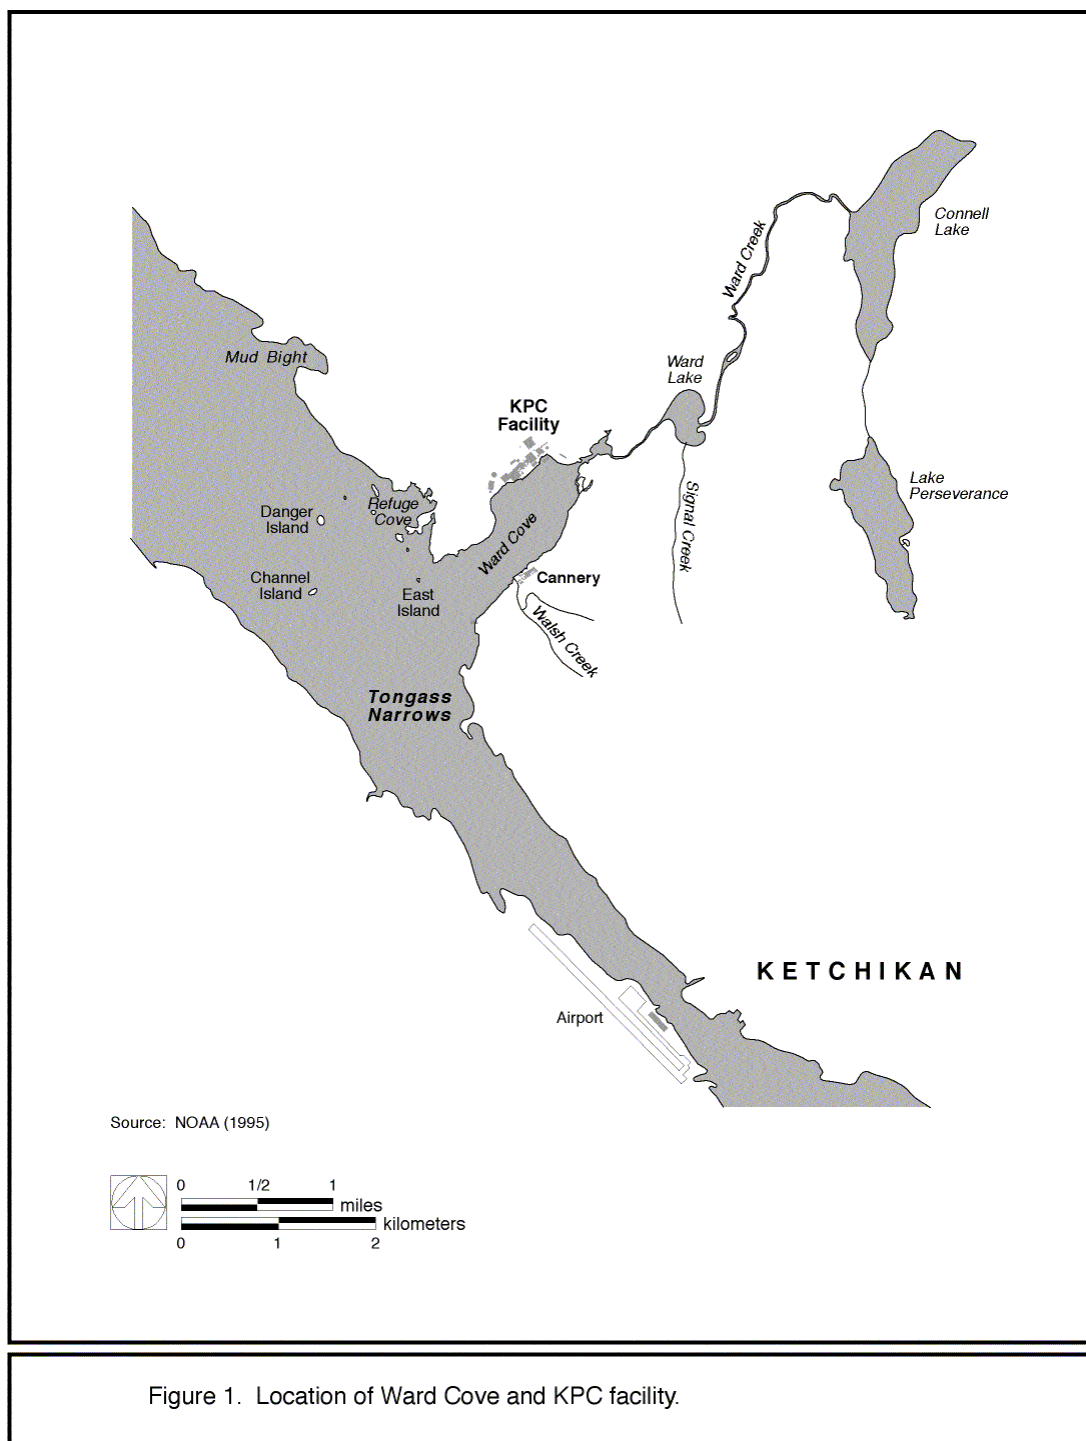 Connell
Lake
Ward Creek
Mud Bight
Ward
Lake
KPC
Facility
Lake
Perseverance
Refuge
Cove
Danger
Island
Signal Creek
Ward Cove
Channel
Island
East
Island
Cannery
Walsh Creek
Tongass
Narrows
KETCHIKAN
Airport
Source: NOAA (1995)
0 1/2 1
miles
kilometers
0 1 2
Figure 1. Location of Ward Cove and KPC facility.